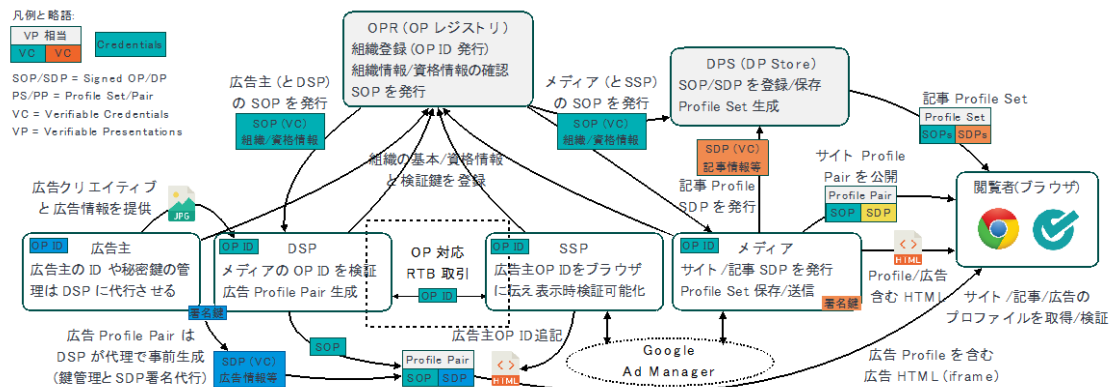 凡例と略語:
VP 相当
VC VC
Credentials
SOP/SDP = Signed OP/DP
PS/PP = Profile Set/Pair
VC = Verifiable Credentials
VP = Verifiable Presentations
OPR (OP レジストリ)
組織登録 (OP ID 発行)
組織情報/資格情報の確認
SOP を発行
DPS (DP Store)
SOP/SDP を登録/保存
Profile Set 生成
広告主 (とDSP)
の SOP を発行
SOP (VC)
組織/資格情報
メディア (とSSP)
の SOP を発行
SOP (VC)
組織/資格情報
組織の基本/資格情報
と検証鍵を登録
SDP (VC)
記事情報等
記事 Profile
SDP を発行
記事 Profile Set
Profile Set
SOPs SDPs
サイト Profile
Pair を公開
Profile Pair
SOP SDP
広告クリエイティブ
と広告情報を提供
JPG
OP ID
広告主
広告主の ID や秘密鍵の管
理は DSP に代行させる
署名鍵
OP ID
DSP
メディアの OP ID を検証
広告 Profile Pair 生成
OP 対応
RTB 取引
OP ID
OP ID
SSP
広告主OP IDをブラウザ
に伝え表示時検証可能化
OP ID
メディア
サイト/記事 SDP を発行
Profile Set 保存/送信
署名鍵
閲覧者(ブラウザ)
HTML
Profile/広告
含む HTML
サイト/記事/広告の
プロファイルを取得/検証
広告 Profile Pair は
DSP が代理で事前生成
(鍵管理とSDP署名代行)
SDP (VC)
広告情報等
SOP
Profile Pair
SOP SDP
HTML
広告主OP ID追記
Google
Ad Manager
広告 Profile を含む
広告 HTML (iframe)